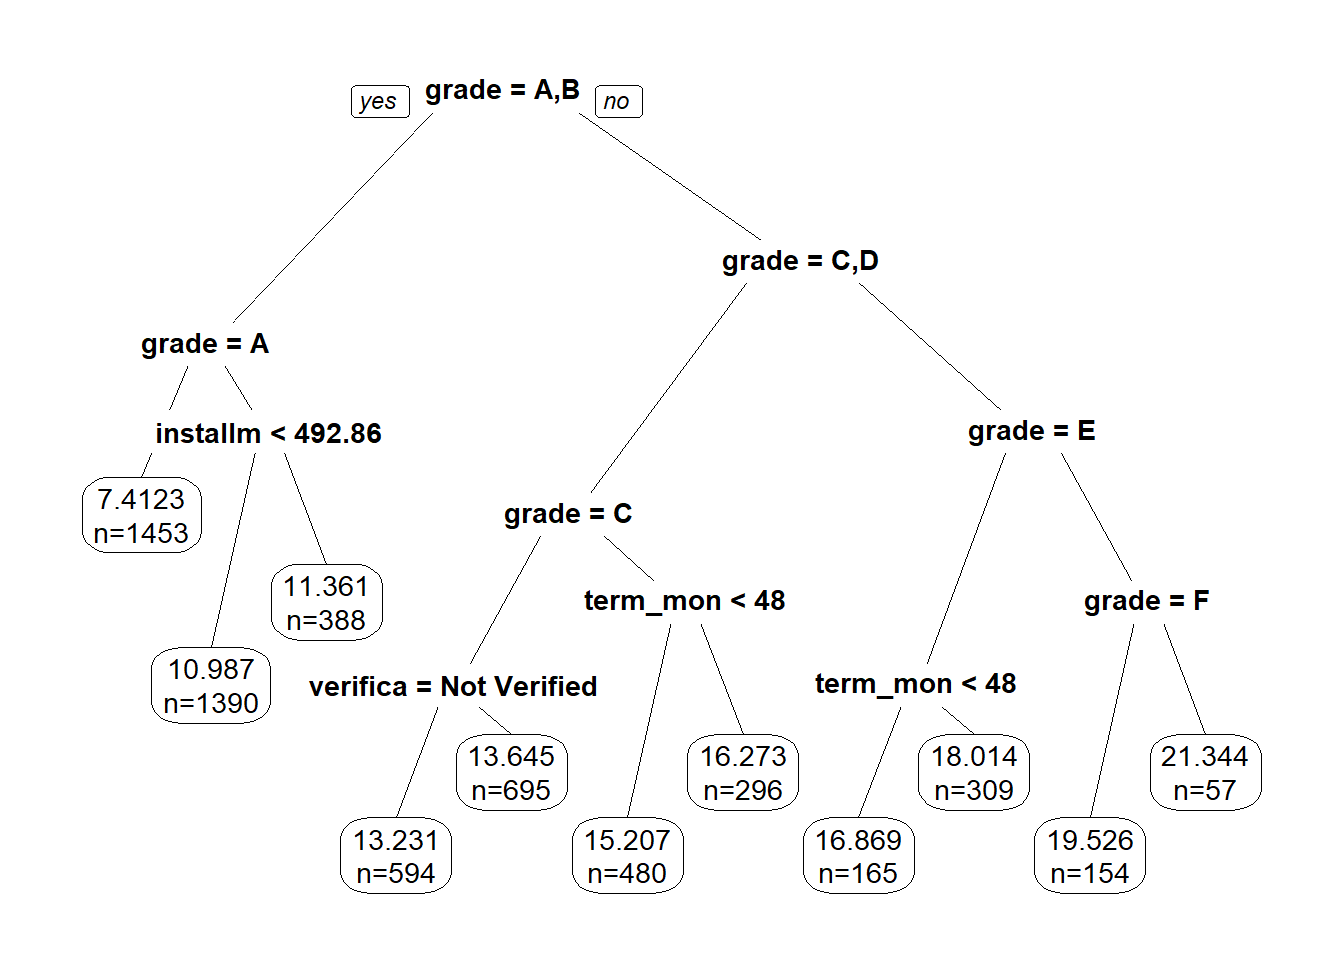 yes
grade = A,B
no
grade = C,D
grade = A
installm < 492.86
grade = E
7.4123
n=1453
grade = C
11.361
n=388
term_mon < 48
grade = F
10.987
n=1390
verifica = Not Verified
term_mon < 48
13.645
n=695
16.273
n=296
18.014
n=309
21.344
n=57
13.231
n=594
15.207
n=480
16.869
n=165
19.526
n=154